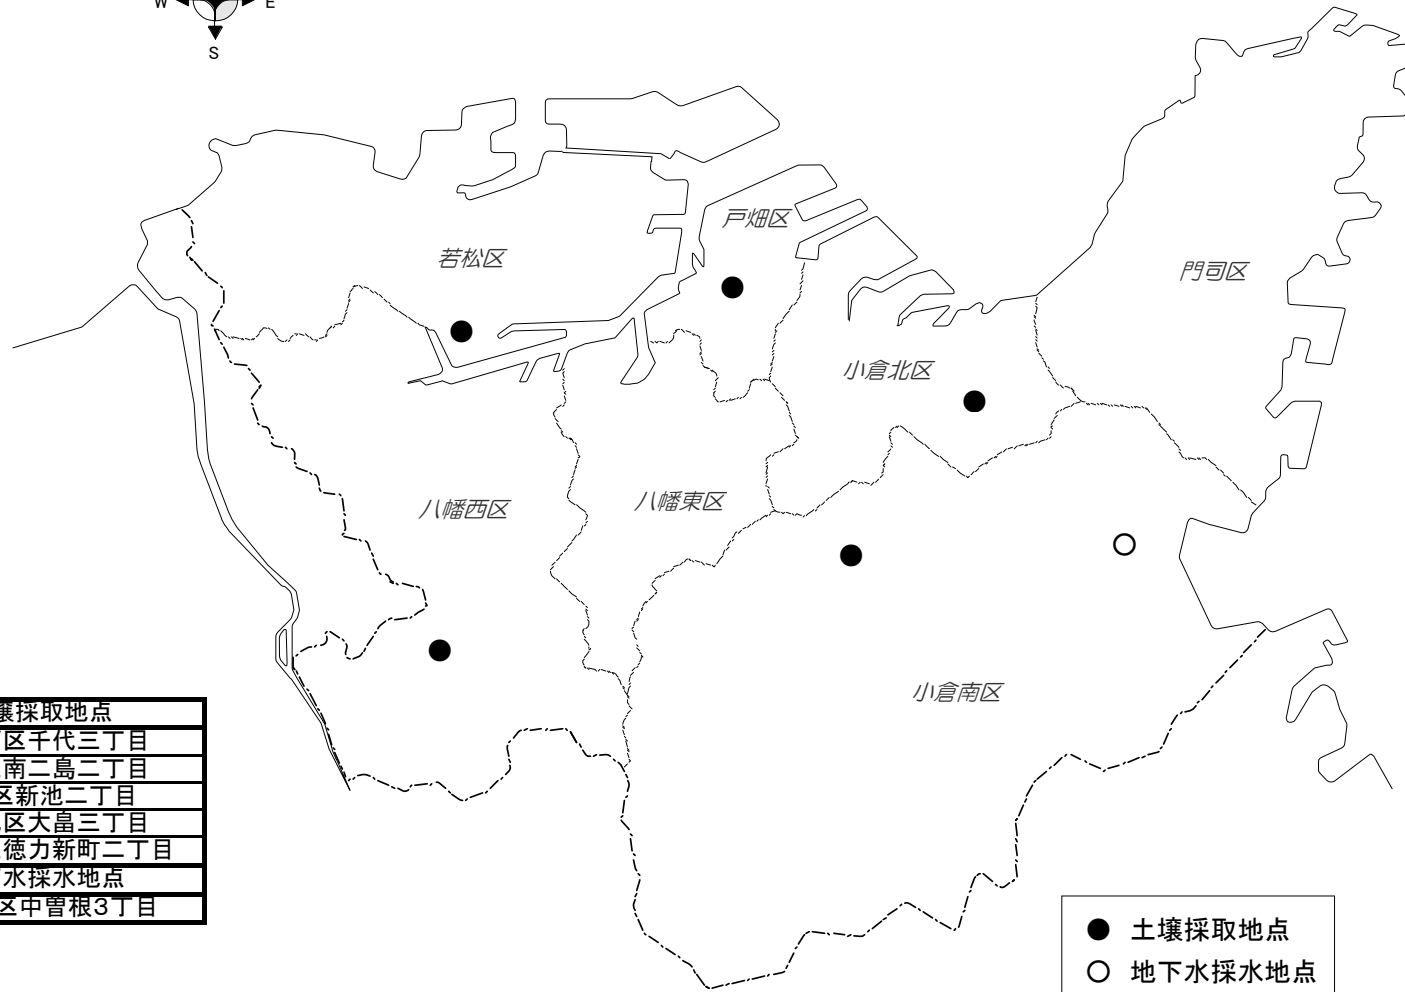 W
E
S
戸畑区
若松区
門司区
小倉北区
八幡西区
八幡東区
小倉南区
壌採取地点
区千代三丁目
南二島二丁目
区新池二丁目
区大畠三丁目
徳力新町二丁目
水採水地点
区中曽根3丁目
土壌採取地点
地下水採水地点